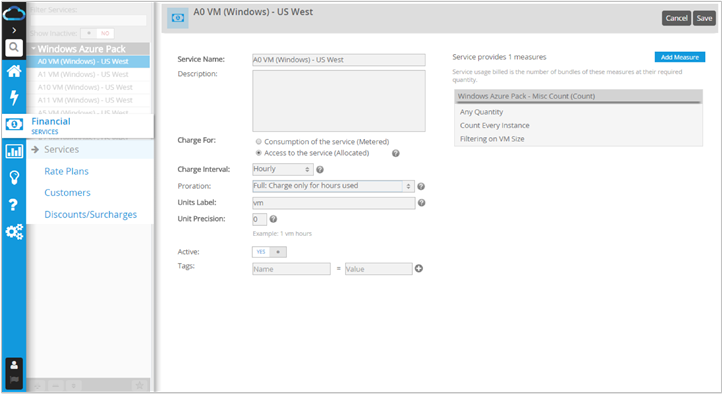 Filter Services:
Show Inactive:
NO
Windows Azure Pack
A0 VM (Windows) - US West
A1 VM (Windows) - US West
A10 VM (Windows) - US West
A11 VM (Windows) - US West
Financial
SERVICES
Services
Rate Plans
Customers
Discounts/Surcharges
A0 VM (Windows) - US West
Cancel
Save
Service Name:
A0 VM (Windows) - US West
Description:
Charge For:
Consumption of the service (Metered)
Access to the service (Allocated)
?
Charge Interval:
Hourly
?
Proration:
Full: Charge only for hours used
?
Units Label:
vm
?
Unit Precision:
0
?
Example: 1 vm hours
Active:
YES
Tags:
Name
=
Value
Service provides 1 measures
Add Measure
Service usage billed is the number of bundles of these measures at their required
quantity.
Windows Azure Pack - Misc Count (Count)
Any Quantity
Count Every Instance
Filtering on VM Size